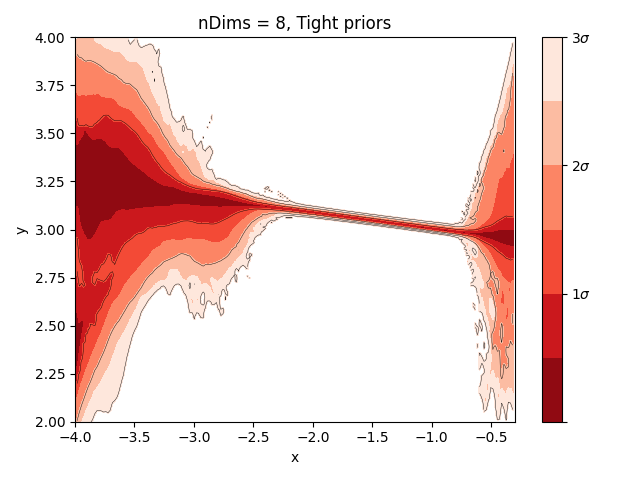 nDims = 8, Tight priors
4.00
3.75
3.50
3.25
3.00
2.75
2.50
2.25
2.00
y
−4.0 −3.5 −3.0 −2.5 −2.0 −1.5 −1.0 −0.5
x
3σ
2σ
1σ